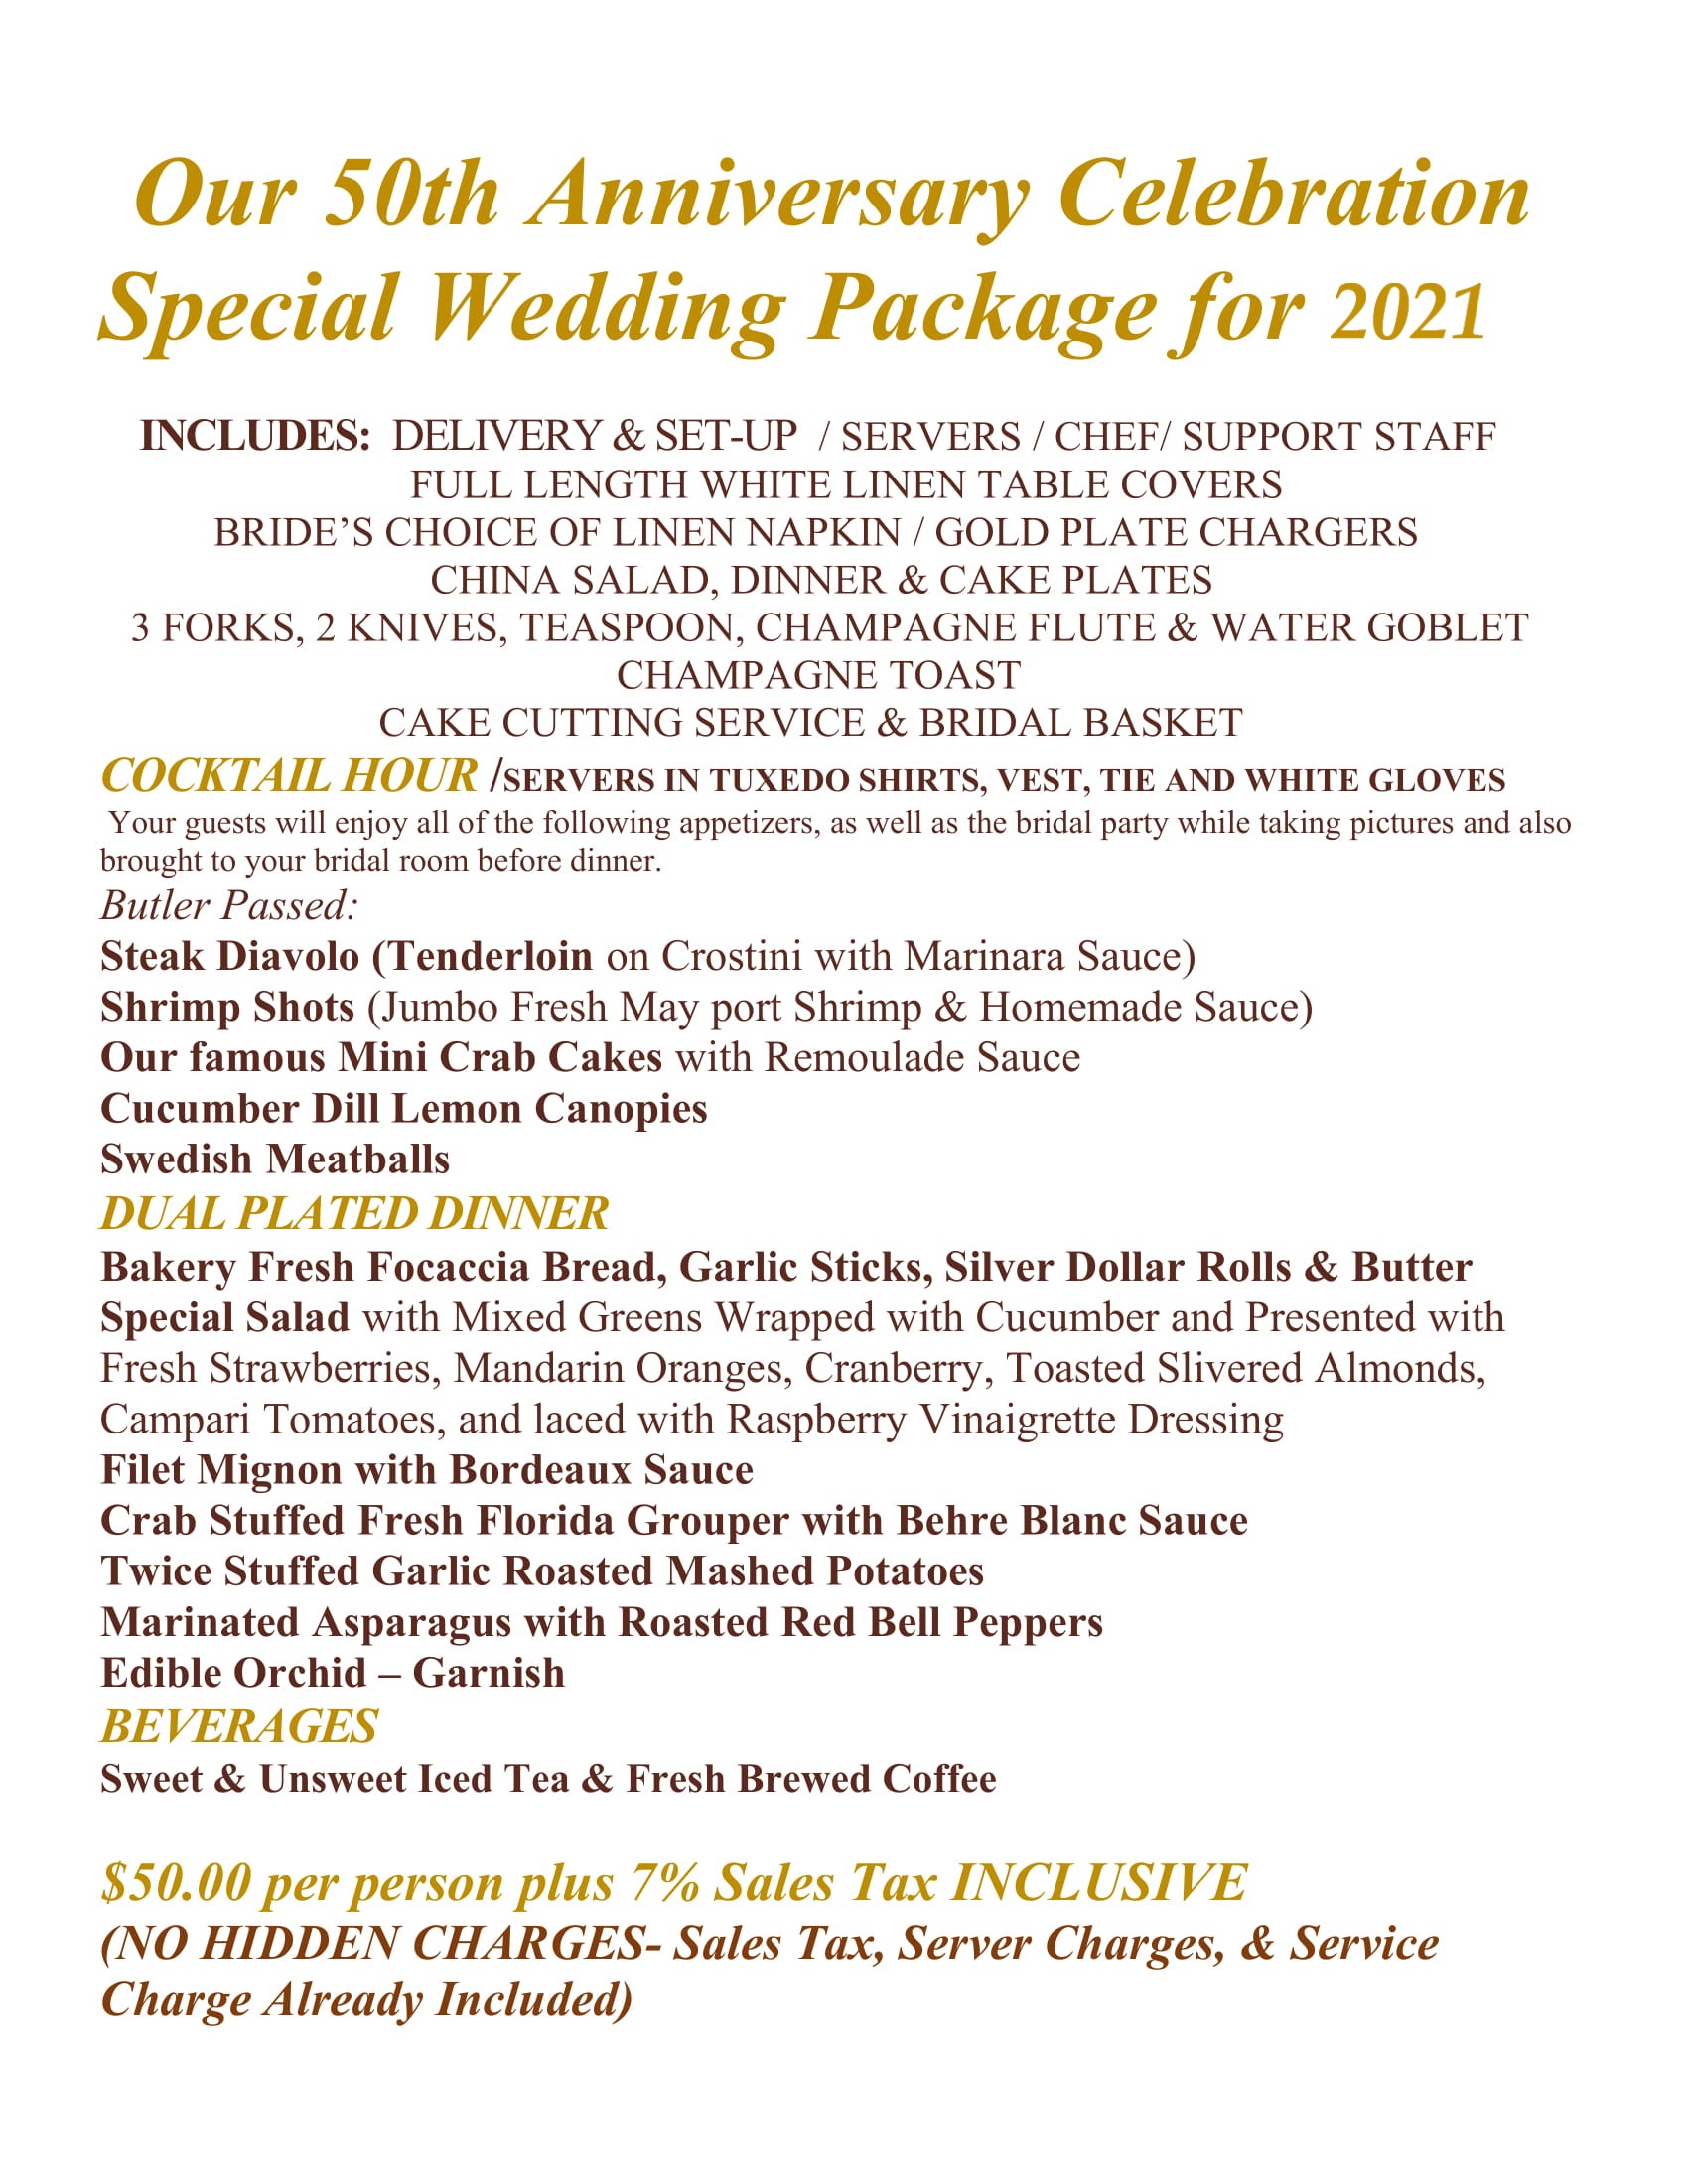 Our 50th Anniversary Celebration
Special Wedding Package for 2021
INCLUDES: DELIVERY & SET-UP / SERVERS / CHEF/ SUPPORT STAFF
FULL LENGTH WHITE LINEN TABLE COVERS
BRIDE’S CHOICE OF LINEN NAPKIN / GOLD PLATE CHARGERS
CHINA SALAD, DINNER & CAKE PLATES
3 FORKS, 2 KNIVES, TEASPOON, CHAMPAGNE FLUTE & WATER GOBLET
CHAMPAGNE TOAST
CAKE CUTTING SERVICE & BRIDAL BASKET
COCKTAIL HOUR /SERVERS IN TUXEDO SHIRTS, VEST, TIE AND WHITE GLOVES
Your guests will enjoy all of the following appetizers, as well as the bridal party while taking pictures and also
brought to your bridal room before dinner.
Butler Passed:
Steak Diavolo (Tenderloin on Crostini with Marinara Sauce)
Shrimp Shots (Jumbo Fresh May port Shrimp & Homemade Sauce)
Our famous Mini Crab Cakes with Remoulade Sauce
Cucumber Dill Lemon Canopies
Swedish Meatballs
DUAL PLATED DINNER
Bakery Fresh Focaccia Bread, Garlic Sticks, Silver Dollar Rolls & Butter
Special Salad with Mixed Greens Wrapped with Cucumber and Presented with
Fresh Strawberries, Mandarin Oranges, Cranberry, Toasted Slivered Almonds,
Campari Tomatoes, and laced with Raspberry Vinaigrette Dressing
Filet Mignon with Bordeaux Sauce
Crab Stuffed Fresh Florida Grouper with Behre Blanc Sauce
Twice Stuffed Garlic Roasted Mashed Potatoes
Marinated Asparagus with Roasted Red Bell Peppers
Edible Orchid – Garnish
BEVERAGES
Sweet & Unsweet Iced Tea & Fresh Brewed Coffee
$50.00 per person plus 7% Sales Tax INCLUSIVE
(NO HIDDEN CHARGES- Sales Tax, Server Charges, & Service
Charge Already Included)